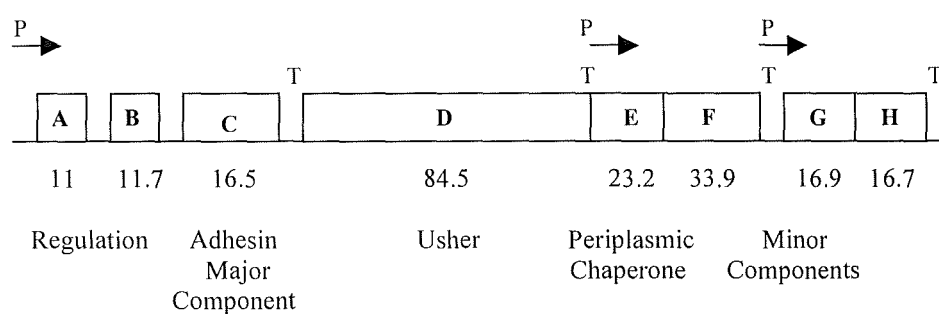 P P P
T T T T
A B C D E F G H
11 11.7 16.5 84.5 23.2 33.9 16.9 16.7
Regulation Adhesin Usher Periplasmic Minor
Major Chaperone Components
Component